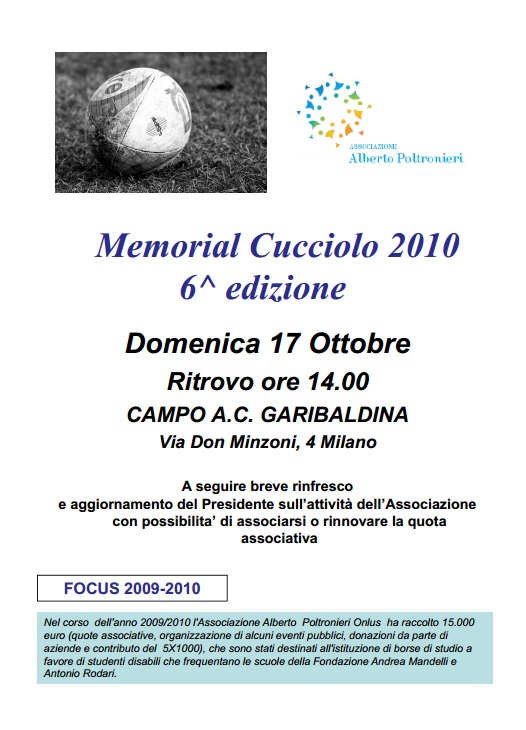 ASSOCIAZIONE
Alberto Poltronieri
Memorial Cucciolo 2010
6^ edizione
Domenica 17 Ottobre
Ritrovo ore 14.00
CAMPO A.C. GARIBALDINA
Via Don Minzoni, 4 Milano
A seguire breve rinfresco
e aggiornamento del Presidente sull'attività dell'Associazione
con possibilita' di associarsi o rinnovare la quota
associativa
FOCUS 2009-2010
Nel corso dell'anno 2009/2010 l'Associazione Alberto Poltronieri Onlus ha raccolto 15.000
euro (quote associative, organizzazione di alcuni eventi pubblici, donazioni da parte di
aziende e contributo del 5X1000), che sono stati destinati all'istituzione di borse di studio a
favore di studenti disabili che frequentano le scuole della Fondazione Andrea Mandelli e
Antonio Rodari.